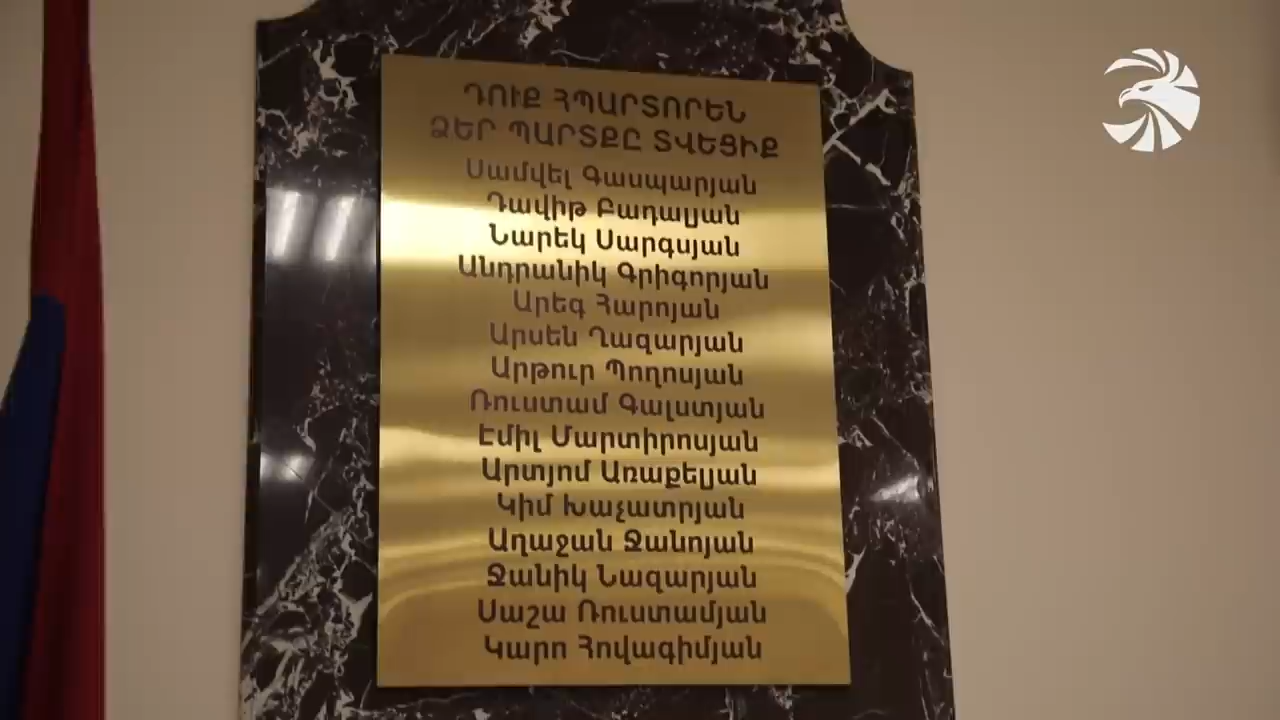 ԴՈՒՔ ՀՊԱՐՏՈՐԵՆ
ՁԵՐ ՊԱՐՏՔԸ ՏՎԵՑԻՔ
Սամվել Գասպարյան
Դավիթ Բադալյան
Նարեկ Սարգսյան
Անդրանիկ Գրիգորյան
Արեգ Հարոյան
Արսեն Ղազարյան
Արթուր Պողոսյան
Ռուստամ Գալստյան
Էմիլ Մարտիրոսյան
Արտյոմ Առաքելյան
Կիմ Խաչատրյան
Աղաջան Ջանոյան
Ջանիկ Նազարյան
Սաշա Ռուստամյան
Կարո Հովագիմյան